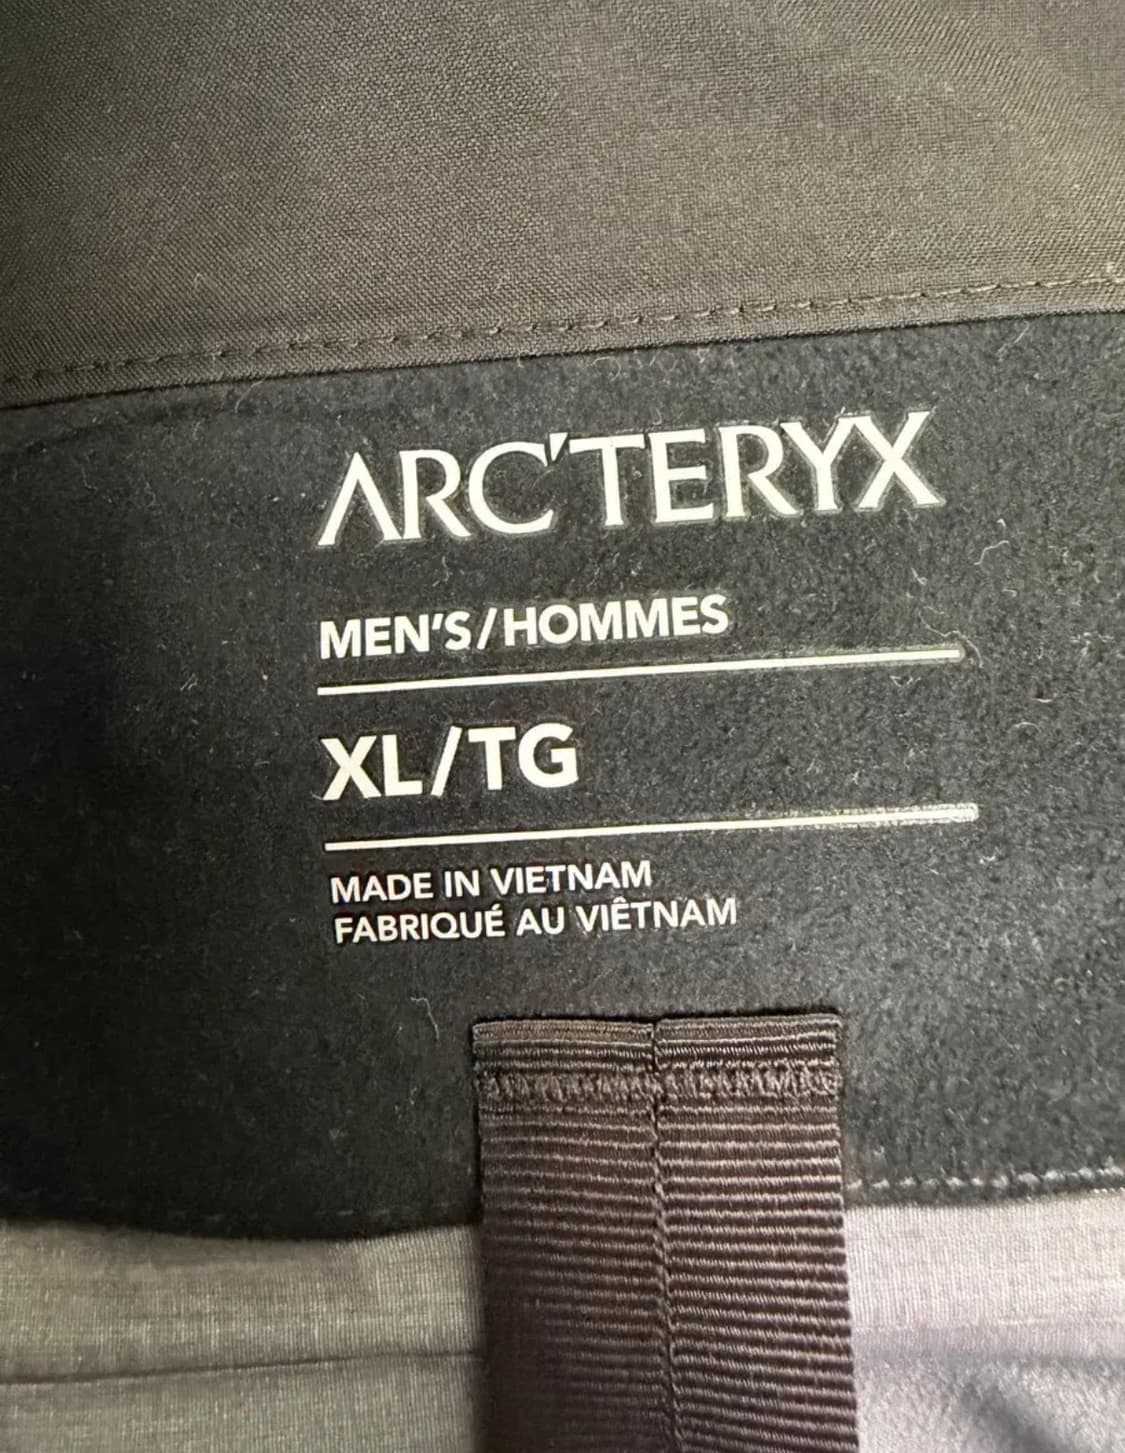 ARC'TERYX
MEN'S/HOMMES
XL/TG
MADE IN VIETNAM
FABRIQUÉ AU VIÊTNAM